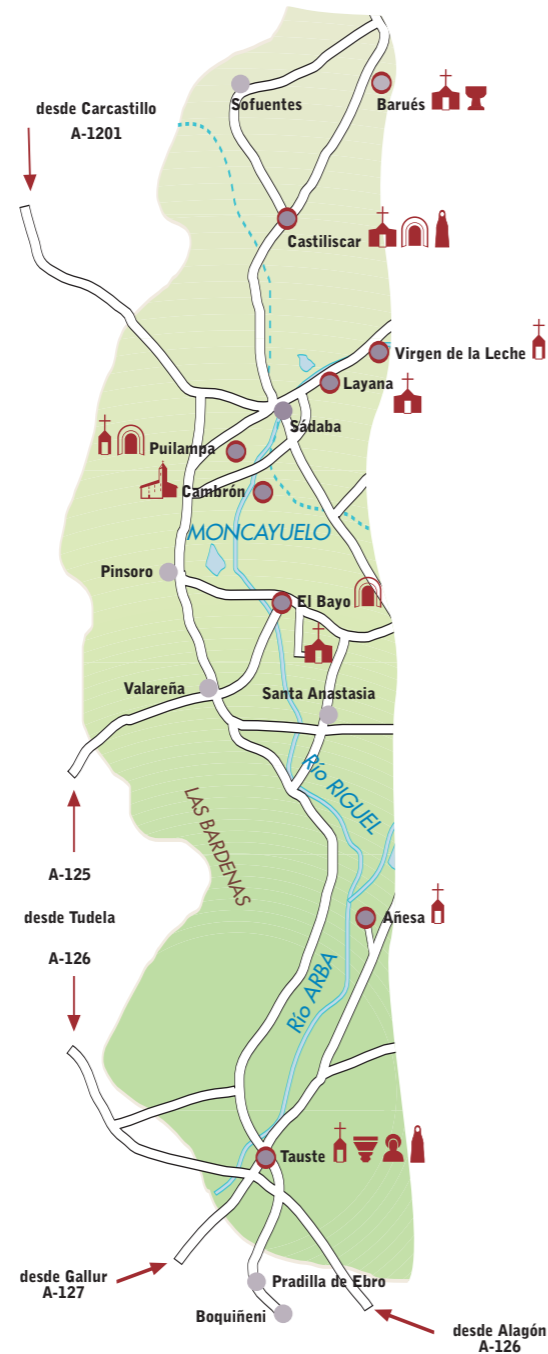 Sofuentes
Barués
desde Carcastillo
A-1201
Castiliscar
Virgen de la Leche
Layana
Sádaba
Puilampa
Cambrón
MONCAYUELO
Pinsoro
El Bayo
Valareña
Santa Anastasia
Río RIGUEL
LAS BARDENAS
A-125
desde Tudela
A-126
Añesa
Río ARBA
Tauste
desde Gallur
A-127
Pradilla de Ebro
Boquiñeni
desde Alagón
A-126